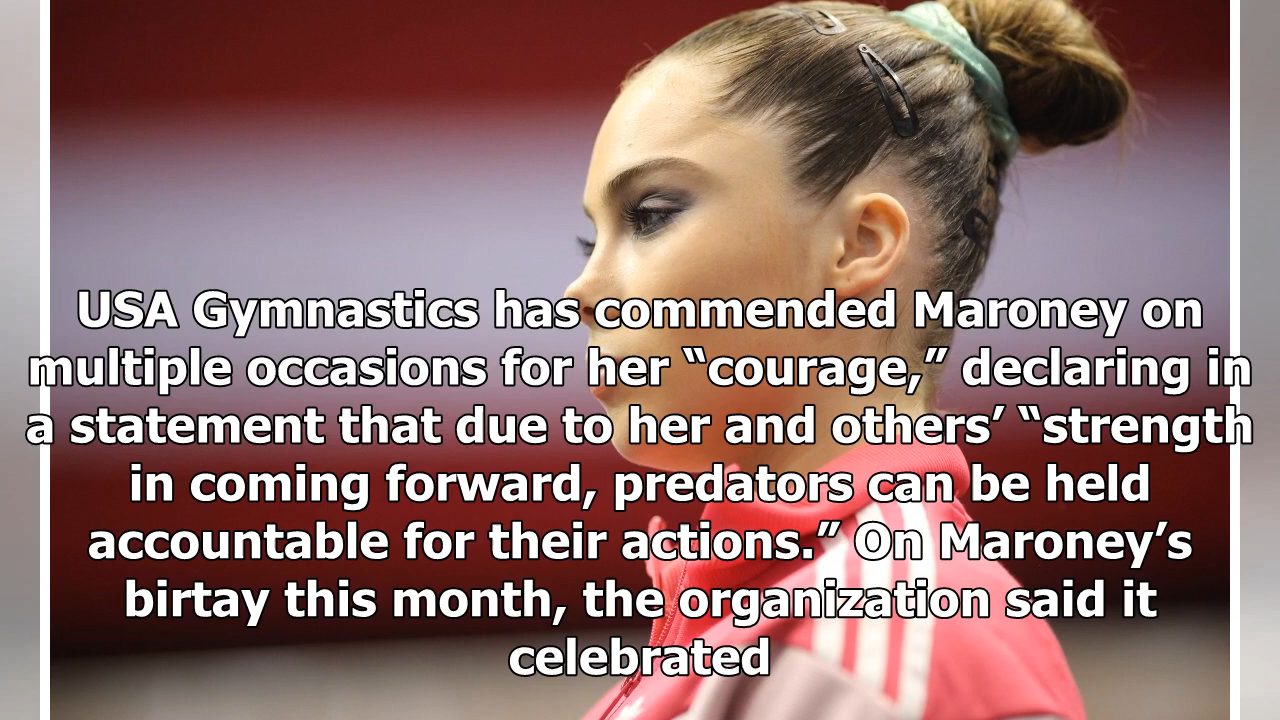 USA Gymnastics has commended Maroney on
multiple occasions for her “courage,” declaring in
a statement that due to her and others’ “strength
in coming forward, predators can be held
accountable for their actions.” On Maroney’s
birtay this month, the organization said it
celebrated